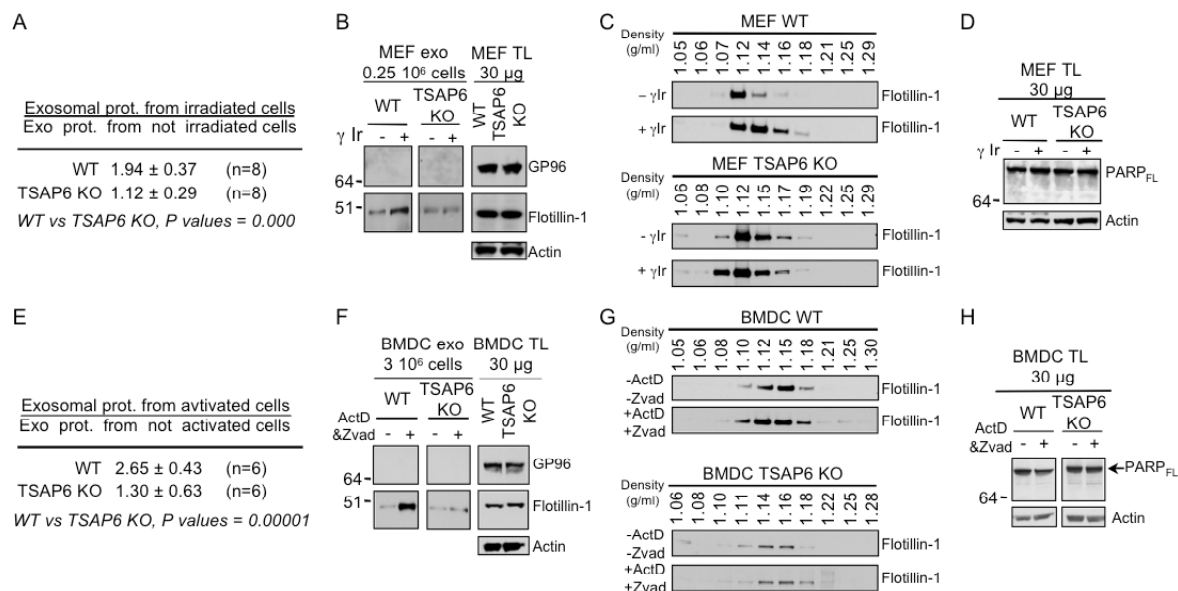 A
Exosomal prot. from irradiated cells
Exo prot. from not irradiated cells
WT 1.94 ± 0.37 (n=8)
TSAP6 KO 1.12 ± 0.29 (n=8)
WT vs TSAP6 KO, P values = 0.000
B
MEF exo
0.25 10⁶ cells
MEF TL
30 µg
WT
TSAP6
KO
WT
TSAP6
KO
γ Ir - + - +
64
GP96
51
Flotillin-1
Actin
C
MEF WT
Density
(g/ml)
1.05 1.06 1.07 1.12 1.14 1.16 1.18 1.21 1.25 1.29
− γIr Flotillin-1
+ γIr Flotillin-1
MEF TSAP6 KO
1.06 1.08 1.10 1.12 1.15 1.17 1.19 1.21 1.25 1.29
- γIr Flotillin-1
+ γIr Flotillin-1
D
MEF TL
30 µg
WT
TSAP6
KO
γ Ir - + - +
PARPFL
64
Actin
E
Exosomal prot. from avtivated cells
Exo prot. from not activated cells
WT 2.65 ± 0.43 (n=6)
TSAP6 KO 1.30 ± 0.63 (n=6)
WT vs TSAP6 KO, P values = 0.00001
F
BMDC exo
3 10⁶ cells
BMDC TL
30 µg
WT
TSAP6
KO
WT
TSAP6
KO
ActD
&Zvad - + - +
64
GP96
51
Flotillin-1
Actin
G
BMDC WT
Density
(g/ml)
1.05 1.06 1.08 1.10 1.12 1.15 1.18 1.21 1.25 1.30
-ActD
-Zvad Flotillin-1
+ActD
+Zvad Flotillin-1
BMDC TSAP6 KO
Density
(g/ml)
1.06 1.08 1.10 1.11 1.14 1.16 1.18 1.22 1.25 1.28
-ActD
-Zvad Flotillin-1
+ActD
+Zvad Flotillin-1
H
BMDC TL
30 µg
WT
TSAP6
KO
ActD
&Zvad - + - +
PARPFL
64
Actin